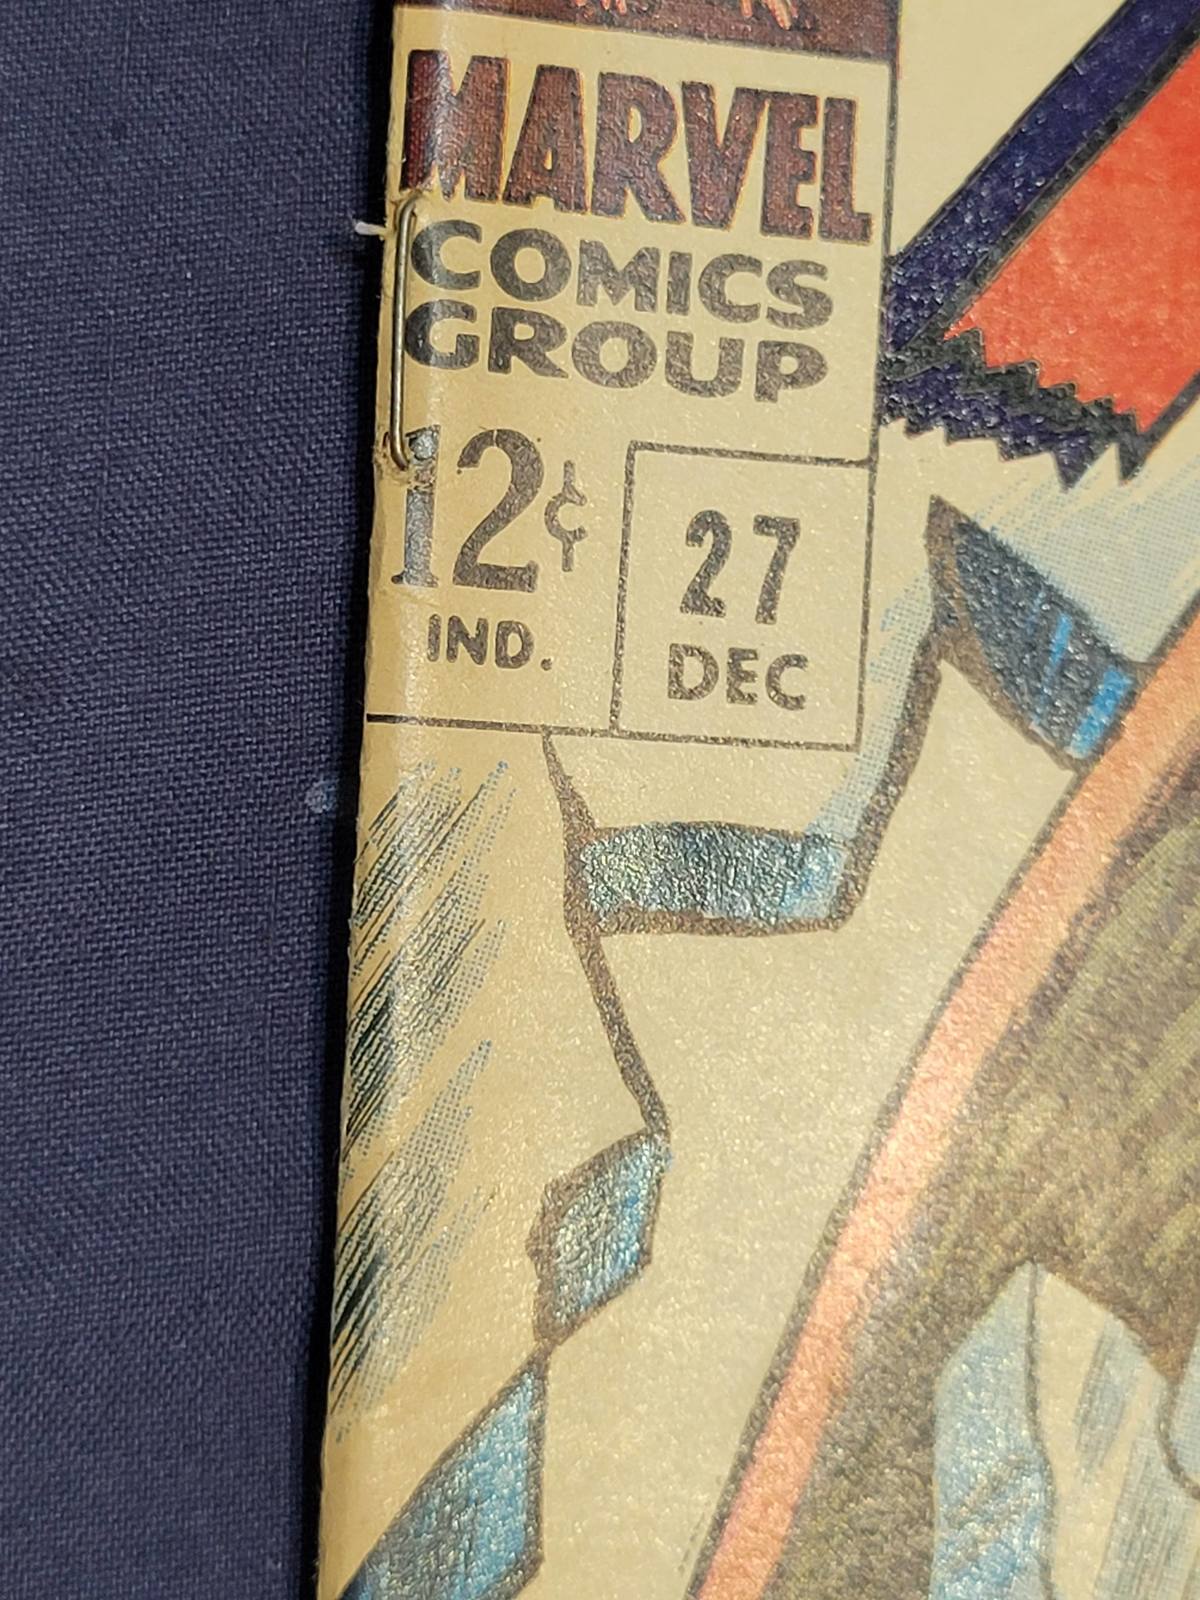 MARVEL
COMICS
GROUP
12¢
IND.
27
DEC